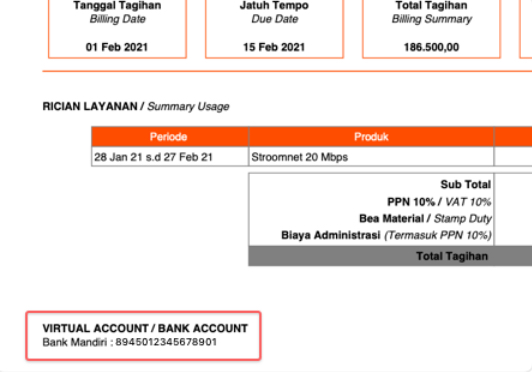 Tanggal Tagihan
Billing Date
01 Feb 2021
Jatuh Tempo
Due Date
15 Feb 2021
Total Tagihan
Billing Summary
186.500,00
RICIAN LAYANAN / Summary Usage
Periode Produk
28 Jan 21 s.d 27 Feb 21 Stroomnet 20 Mbps
Sub Total
PPN 10% / VAT 10%
Bea Material / Stamp Duty
Biaya Administrasi (Termasuk PPN 10%)
Total Tagihan
VIRTUAL ACCOUNT / BANK ACCOUNT
Bank Mandiri : 8945012345678901